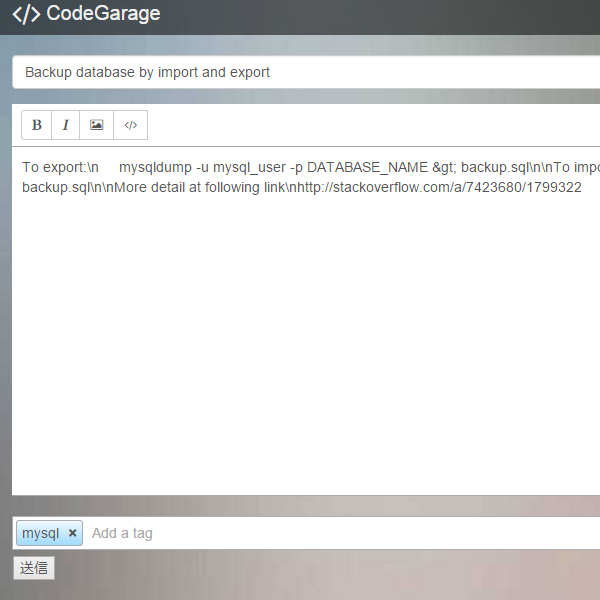 </> CodeGarage
Backup database by import and export
B I </>
To export:\n mysqldump -u mysql_user -p DATABASE_NAME &gt; backup.sql\n\nTo impo
backup.sql\n\nMore detail at following link\nhttp://stackoverflow.com/a/7423680/1799322
mysql × Add a tag
送信